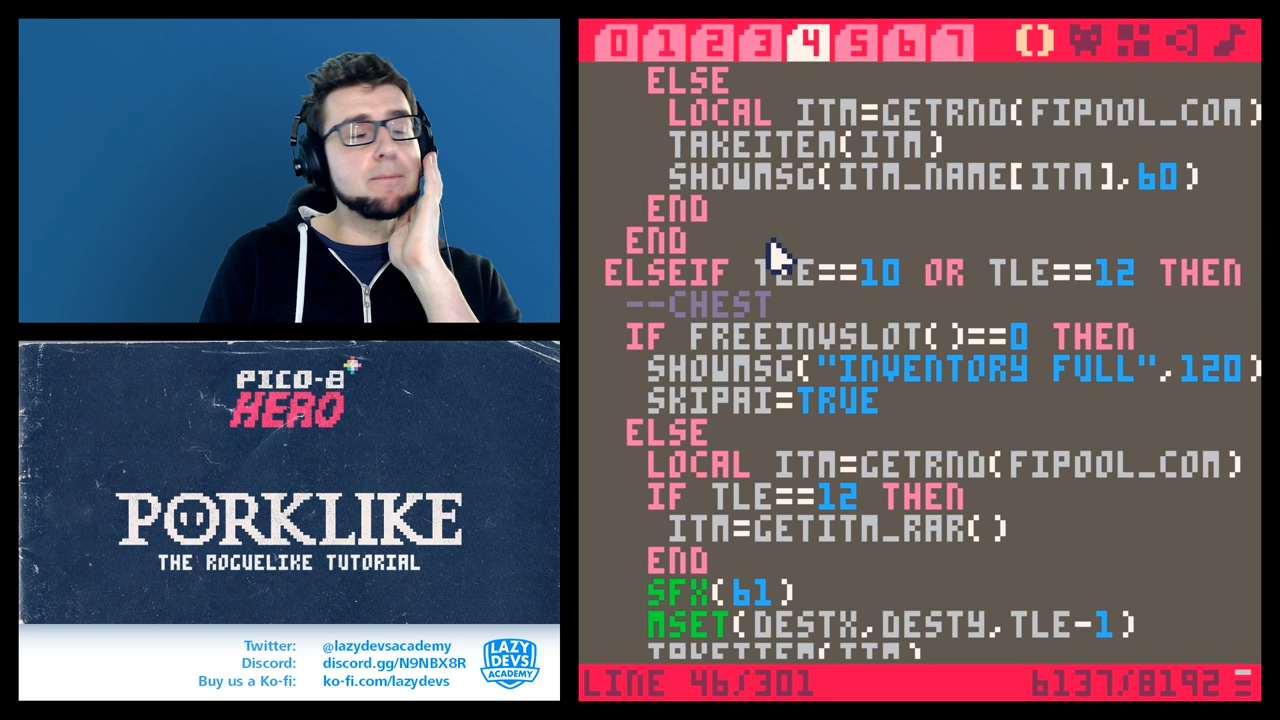 PICO-8
HERO
PORKLIKE
THE ROGUELIKE TUTORIAL
Twitter: @lazydevsacademy
Discord: discord.gg/N9NBX8R
Buy us a Ko-fi: ko-fi.com/lazydevs
LAZY
DEVS
ACADEMY
0 1 2 3 4 5 6 7 ()
ELSE
LOCAL ITM=GETRND(FIPOOL_COM)
TAKEITEM(ITM)
SHOWMSG(ITM_NAME[ITM],60)
END
END
ELSEIF TLE==10 OR TLE==12 THEN
--CHEST
IF FREEINVSLOT()==0 THEN
SHOWMSG("INVENTORY FULL",120)
SKIPAI=TRUE
ELSE
LOCAL ITM=GETRND(FIPOOL_COM)
IF TLE==12 THEN
ITM=GETITM_RAR()
END
SFX(61)
MSET(DESTX,DESTY,TLE-1)
LINE 46/301 6137/8192